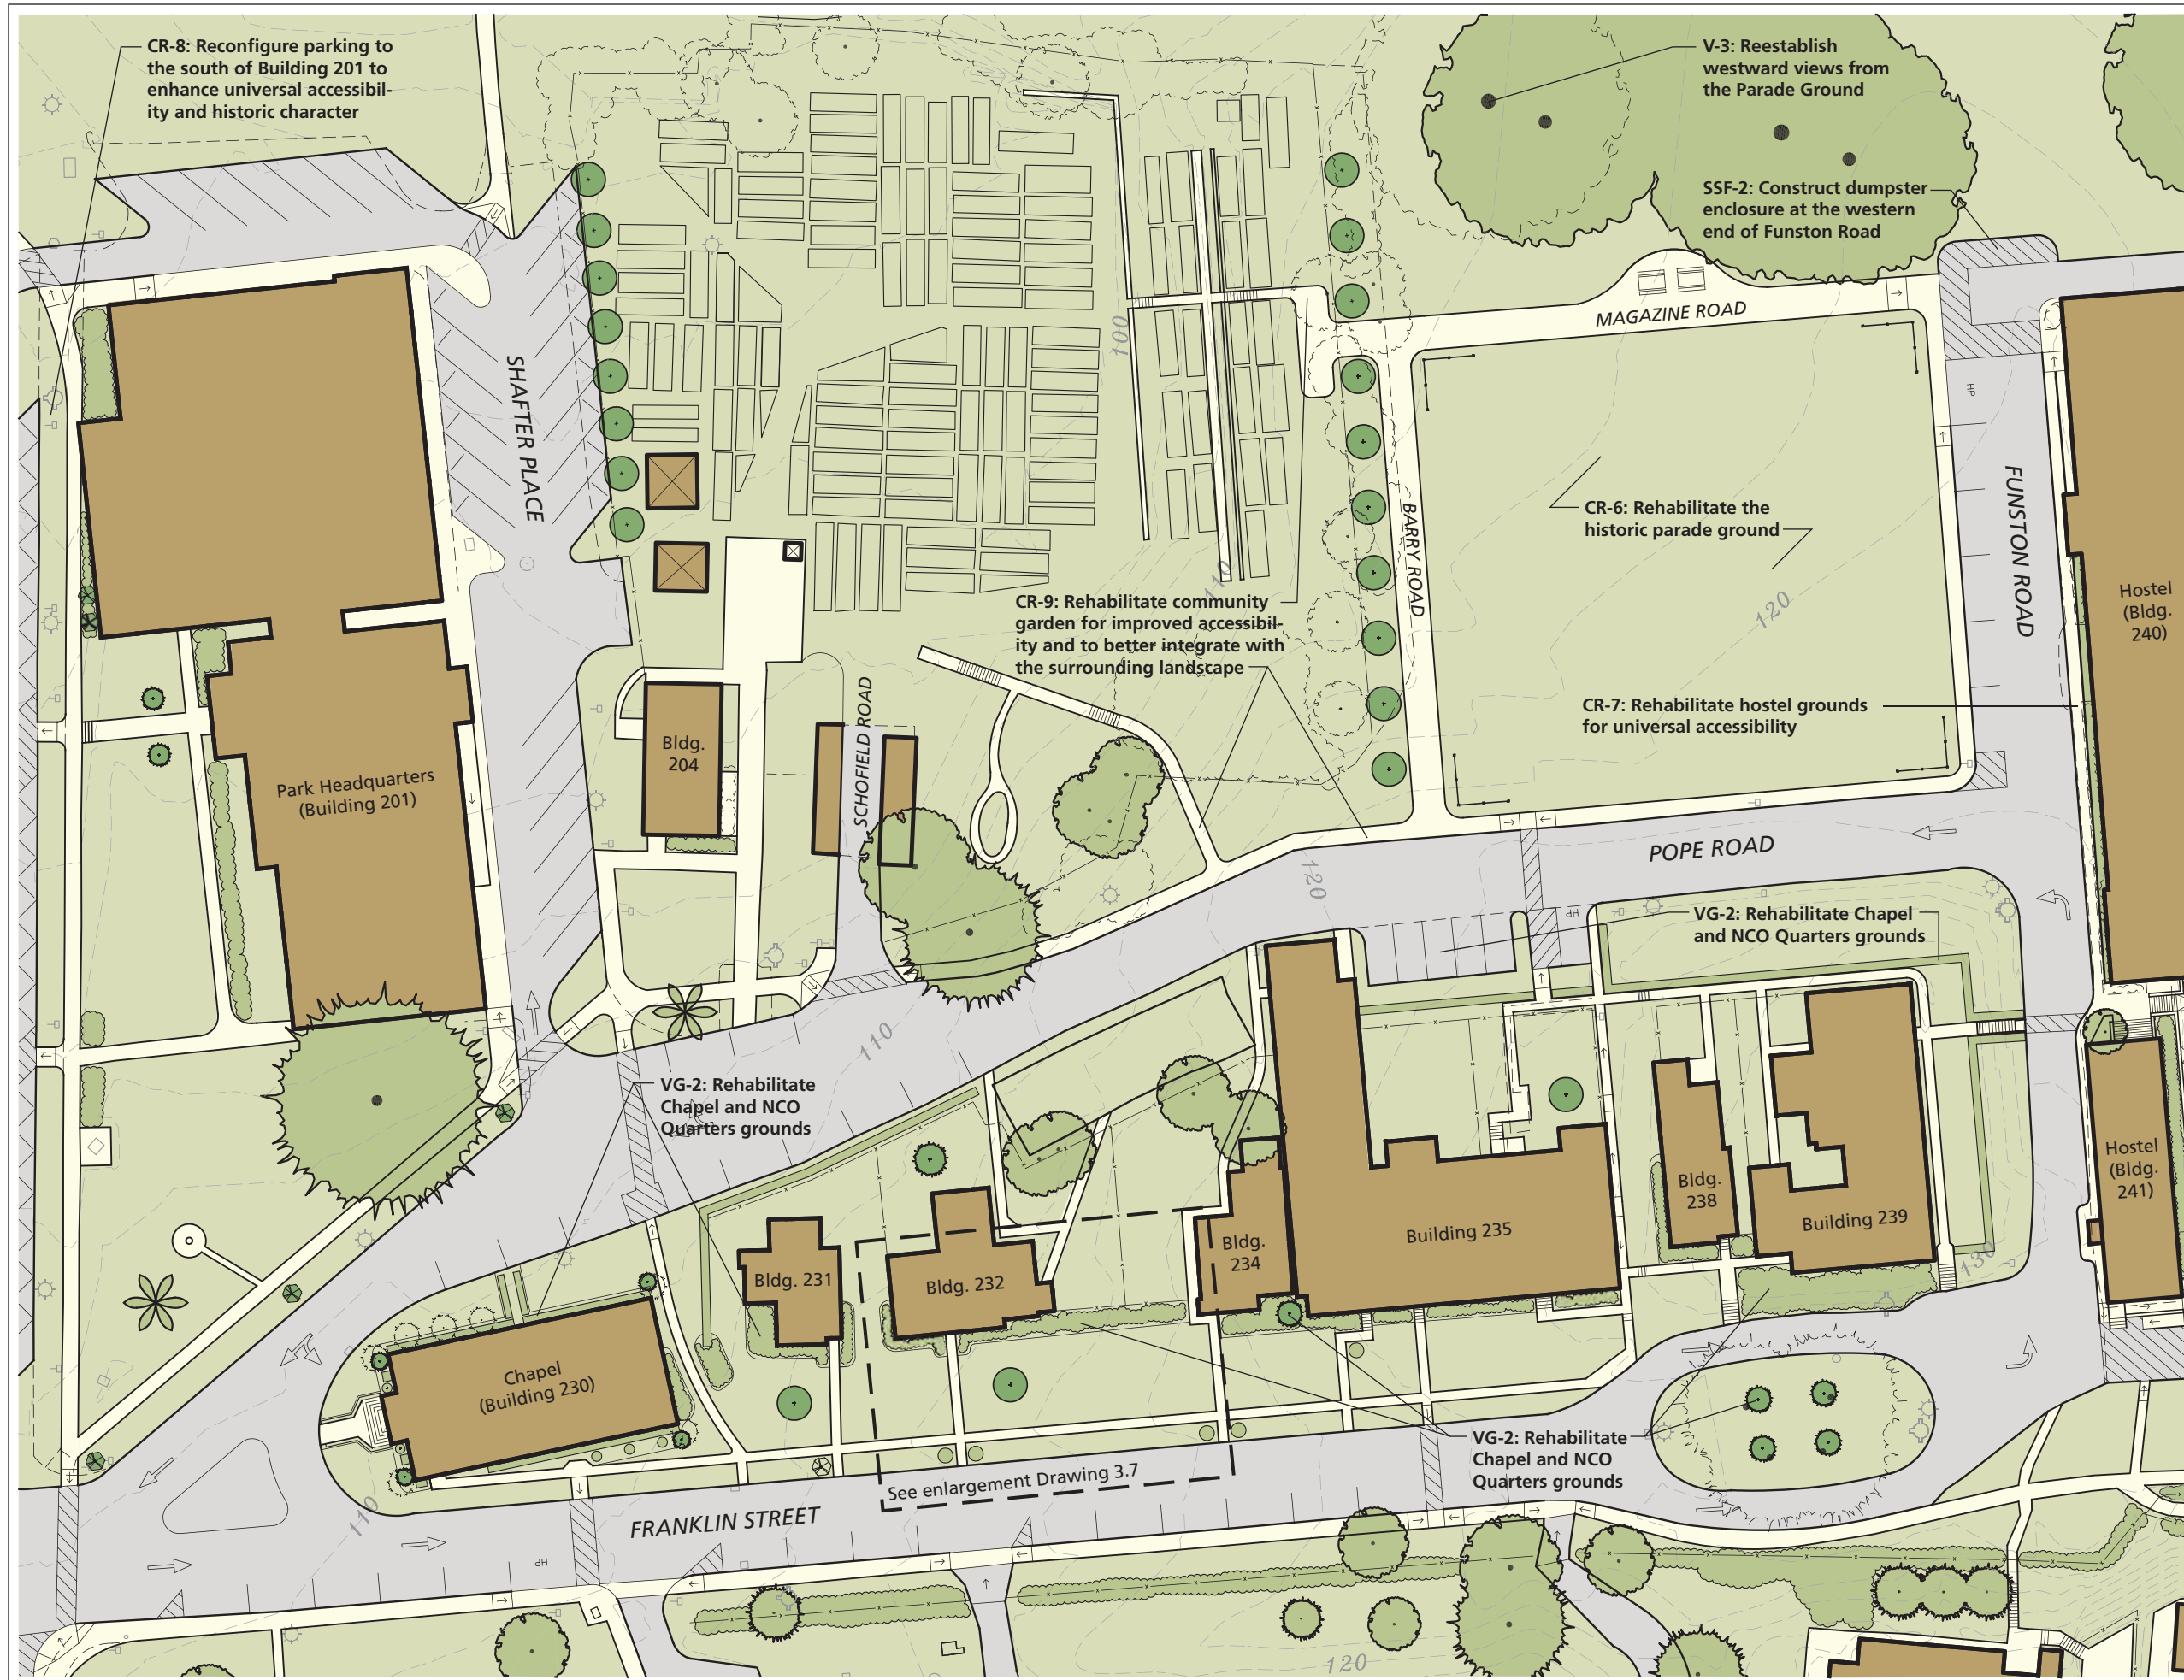 CR-8: Reconfigure parking to
the south of Building 201 to
enhance universal accessibil-
ity and historic character
V-3: Reestablish
westward views from
the Parade Ground
SSF-2: Construct dumpster
enclosure at the western
end of Funston Road
MAGAZINE ROAD
100
SHAFTER PLACE
HP
FUNSTON ROAD
BARRY ROAD
CR-6: Rehabilitate the
historic parade ground
110
120
CR-9: Rehabilitate community
garden for improved accessibil-
ity and to better integrate with
the surrounding landscape
Hostel
(Bldg.
240)
CR-7: Rehabilitate hostel grounds
for universal accessibility
Bldg.
204
SCHOFIELD ROAD
Park Headquarters
(Building 201)
POPE ROAD
120
HP
VG-2: Rehabilitate Chapel
and NCO Quarters grounds
110
VG-2: Rehabilitate
Chapel and NCO
Quarters grounds
Hostel
(Bldg.
241)
Bldg.
238
Building 239
Building 235
Bldg.
234
Bldg. 231
Bldg. 232
130
Chapel
(Building 230)
VG-2: Rehabilitate
Chapel and NCO
Quarters grounds
See enlargement Drawing 3.7
110
FRANKLIN STREET
HP
120